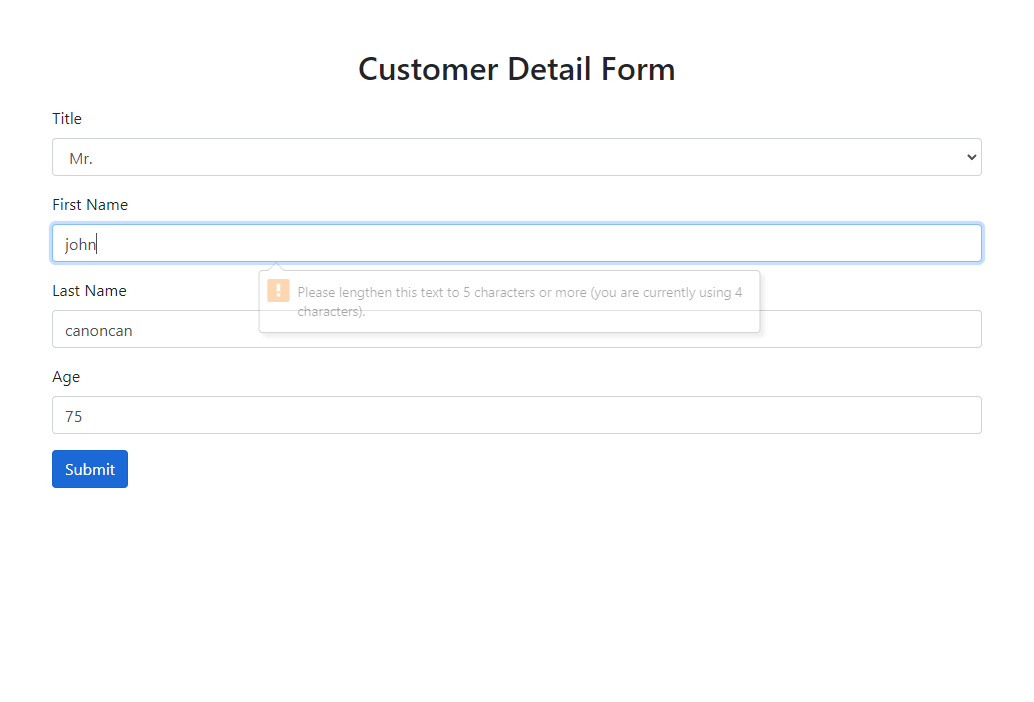 Customer Detail Form
Title
Mr.
First Name
john
Last Name
Please lengthen this text to 5 characters or more (you are currently using 4
characters).
canoncan
Age
75
Submit